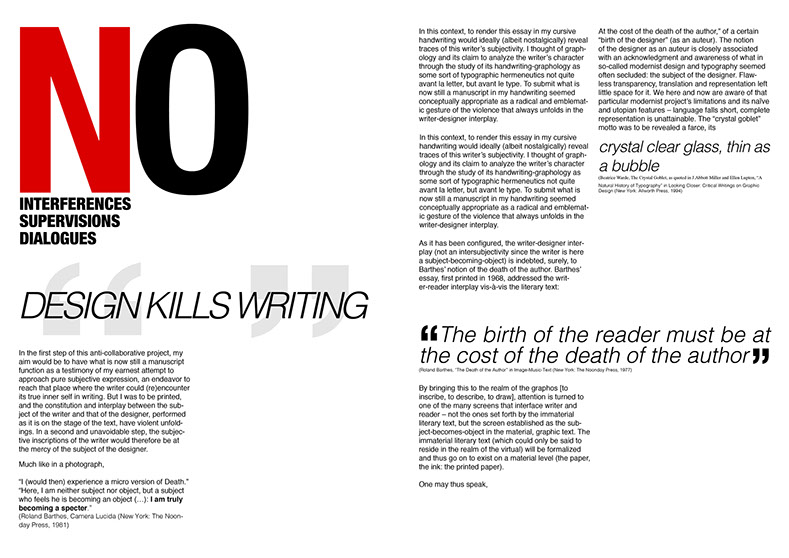 NO
INTERFERENCES
SUPERVISIONS
DIALOGUES
“ DESIGN KILLS WRITING ”
In the first step of this anti-collaborative project, my
aim would be to have what is now still a manuscript
function as a testimony of my earnest attempt to
approach pure subjective expression, an endeavor to
reach that place where the writer could (re)encounter
its true inner self in writing. But I was to be printed,
and the constitution and interplay between the sub-
ject of the writer and that of the designer, performed
as it is on the stage of the text, have violent unfold-
ings. In a second and unavoidable step, the subjec-
tive inscriptions of the writer would therefore be at
the mercy of the subject of the designer.
Much like in a photograph,
“I (would then) experience a micro version of Death.”
“Here, I am neither subject nor object, but a subject
who feels he is becoming an object (…): I am truly
becoming a specter.”
(Roland Barthes, Camera Lucida (New York: The Noon-
day Press, 1981)
In this context, to render this essay in my cursive
handwriting would ideally (albeit nostalgically) reveal
traces of this writer’s subjectivity. I thought of graph-
ology and its claim to analyze the writer’s character
through the study of its handwriting-graphology as
some sort of typographic hermeneutics not quite
avant la letter, but avant le type. To submit what is
now still a manuscript in my handwriting seemed
conceptually appropriate as a radical and emblemat-
ic gesture of the violence that always unfolds in the
writer-designer interplay.
In this context, to render this essay in my cursive
handwriting would ideally (albeit nostalgically) reveal
traces of this writer’s subjectivity. I thought of graph-
ology and its claim to analyze the writer’s character
through the study of its handwriting-graphology as
some sort of typographic hermeneutics not quite
avant la letter, but avant le type. To submit what is
now still a manuscript in my handwriting seemed
conceptually appropriate as a radical and emblemat-
ic gesture of the violence that always unfolds in the
writer-designer interplay.
As it has been configured, the writer-designer inter-
play (not an intersubjectivity since the writer is here
a subject-becoming-object) is indebted, surely, to
Barthes’ notion of the death of the author. Barthes’
essay, first printed in 1968, addressed the writ-
er-reader interplay vis-à-vis the literary text:
“The birth of the reader must be at
the cost of the death of the author”
(Roland Barthes, “The Death of the Author” in Image-Music-Text (New York: The Noonday Press, 1977)
By bringing this to the realm of the graphos [to
inscribe, to describe, to draw], attention is turned to
one of the many screens that interface writer and
reader – not the ones set forth by the immaterial
literary text, but the screen established as the sub-
ject-becomes-object in the material, graphic text. The
immaterial literary text (which could only be said to
reside in the realm of the virtual) will be formalized
and thus go on to exist on a material level (the paper,
the ink: the printed paper).
One may thus speak,
At the cost of the death of the author,” of a certain
“birth of the designer” (as an auteur). The notion
of the designer as an auteur is closely associated
with an acknowledgment and awareness of what in
so-called modernist design and typography seemed
often secluded: the subject of the designer. Flaw-
less transparency, translation and representation left
little space for it. We here and now are aware of that
particular modernist project’s limitations and its naïve
and utopian features – language falls short, complete
representation is unattainable. The “crystal goblet”
motto was to be revealed a farce, its
crystal clear glass, thin as
a bubble
(Beatrice Warde, The Crystal Goblet, as quoted in J Abbott Miller and Ellen Lupton, “A
Natural History of Typography” in Looking Closer: Critical Writings on Graphic
Design (New York: Allworth Press, 1994)